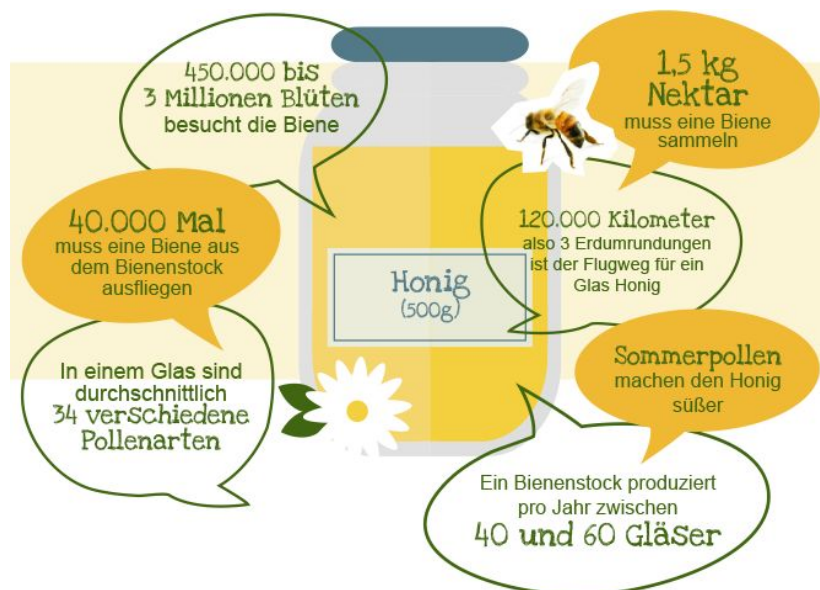 450.000 bis
3 Millionen Blüten
besucht die Biene
1,5 kg
Nektar
muss eine Biene
sammeln
40.000 Mal
muss eine Biene aus
dem Bienenstock
ausfliegen
120.000 Kilometer
also 3 Erdumrundungen
ist der Flugweg für ein
Glas Honig
Honig
(500g)
In einem Glas sind
durchschnittlich
34 verschiedene
Pollenarten
Sommerpollen
machen den Honig
süßer
Ein Bienenstock produziert
pro Jahr zwischen
40 und 60 Gläser